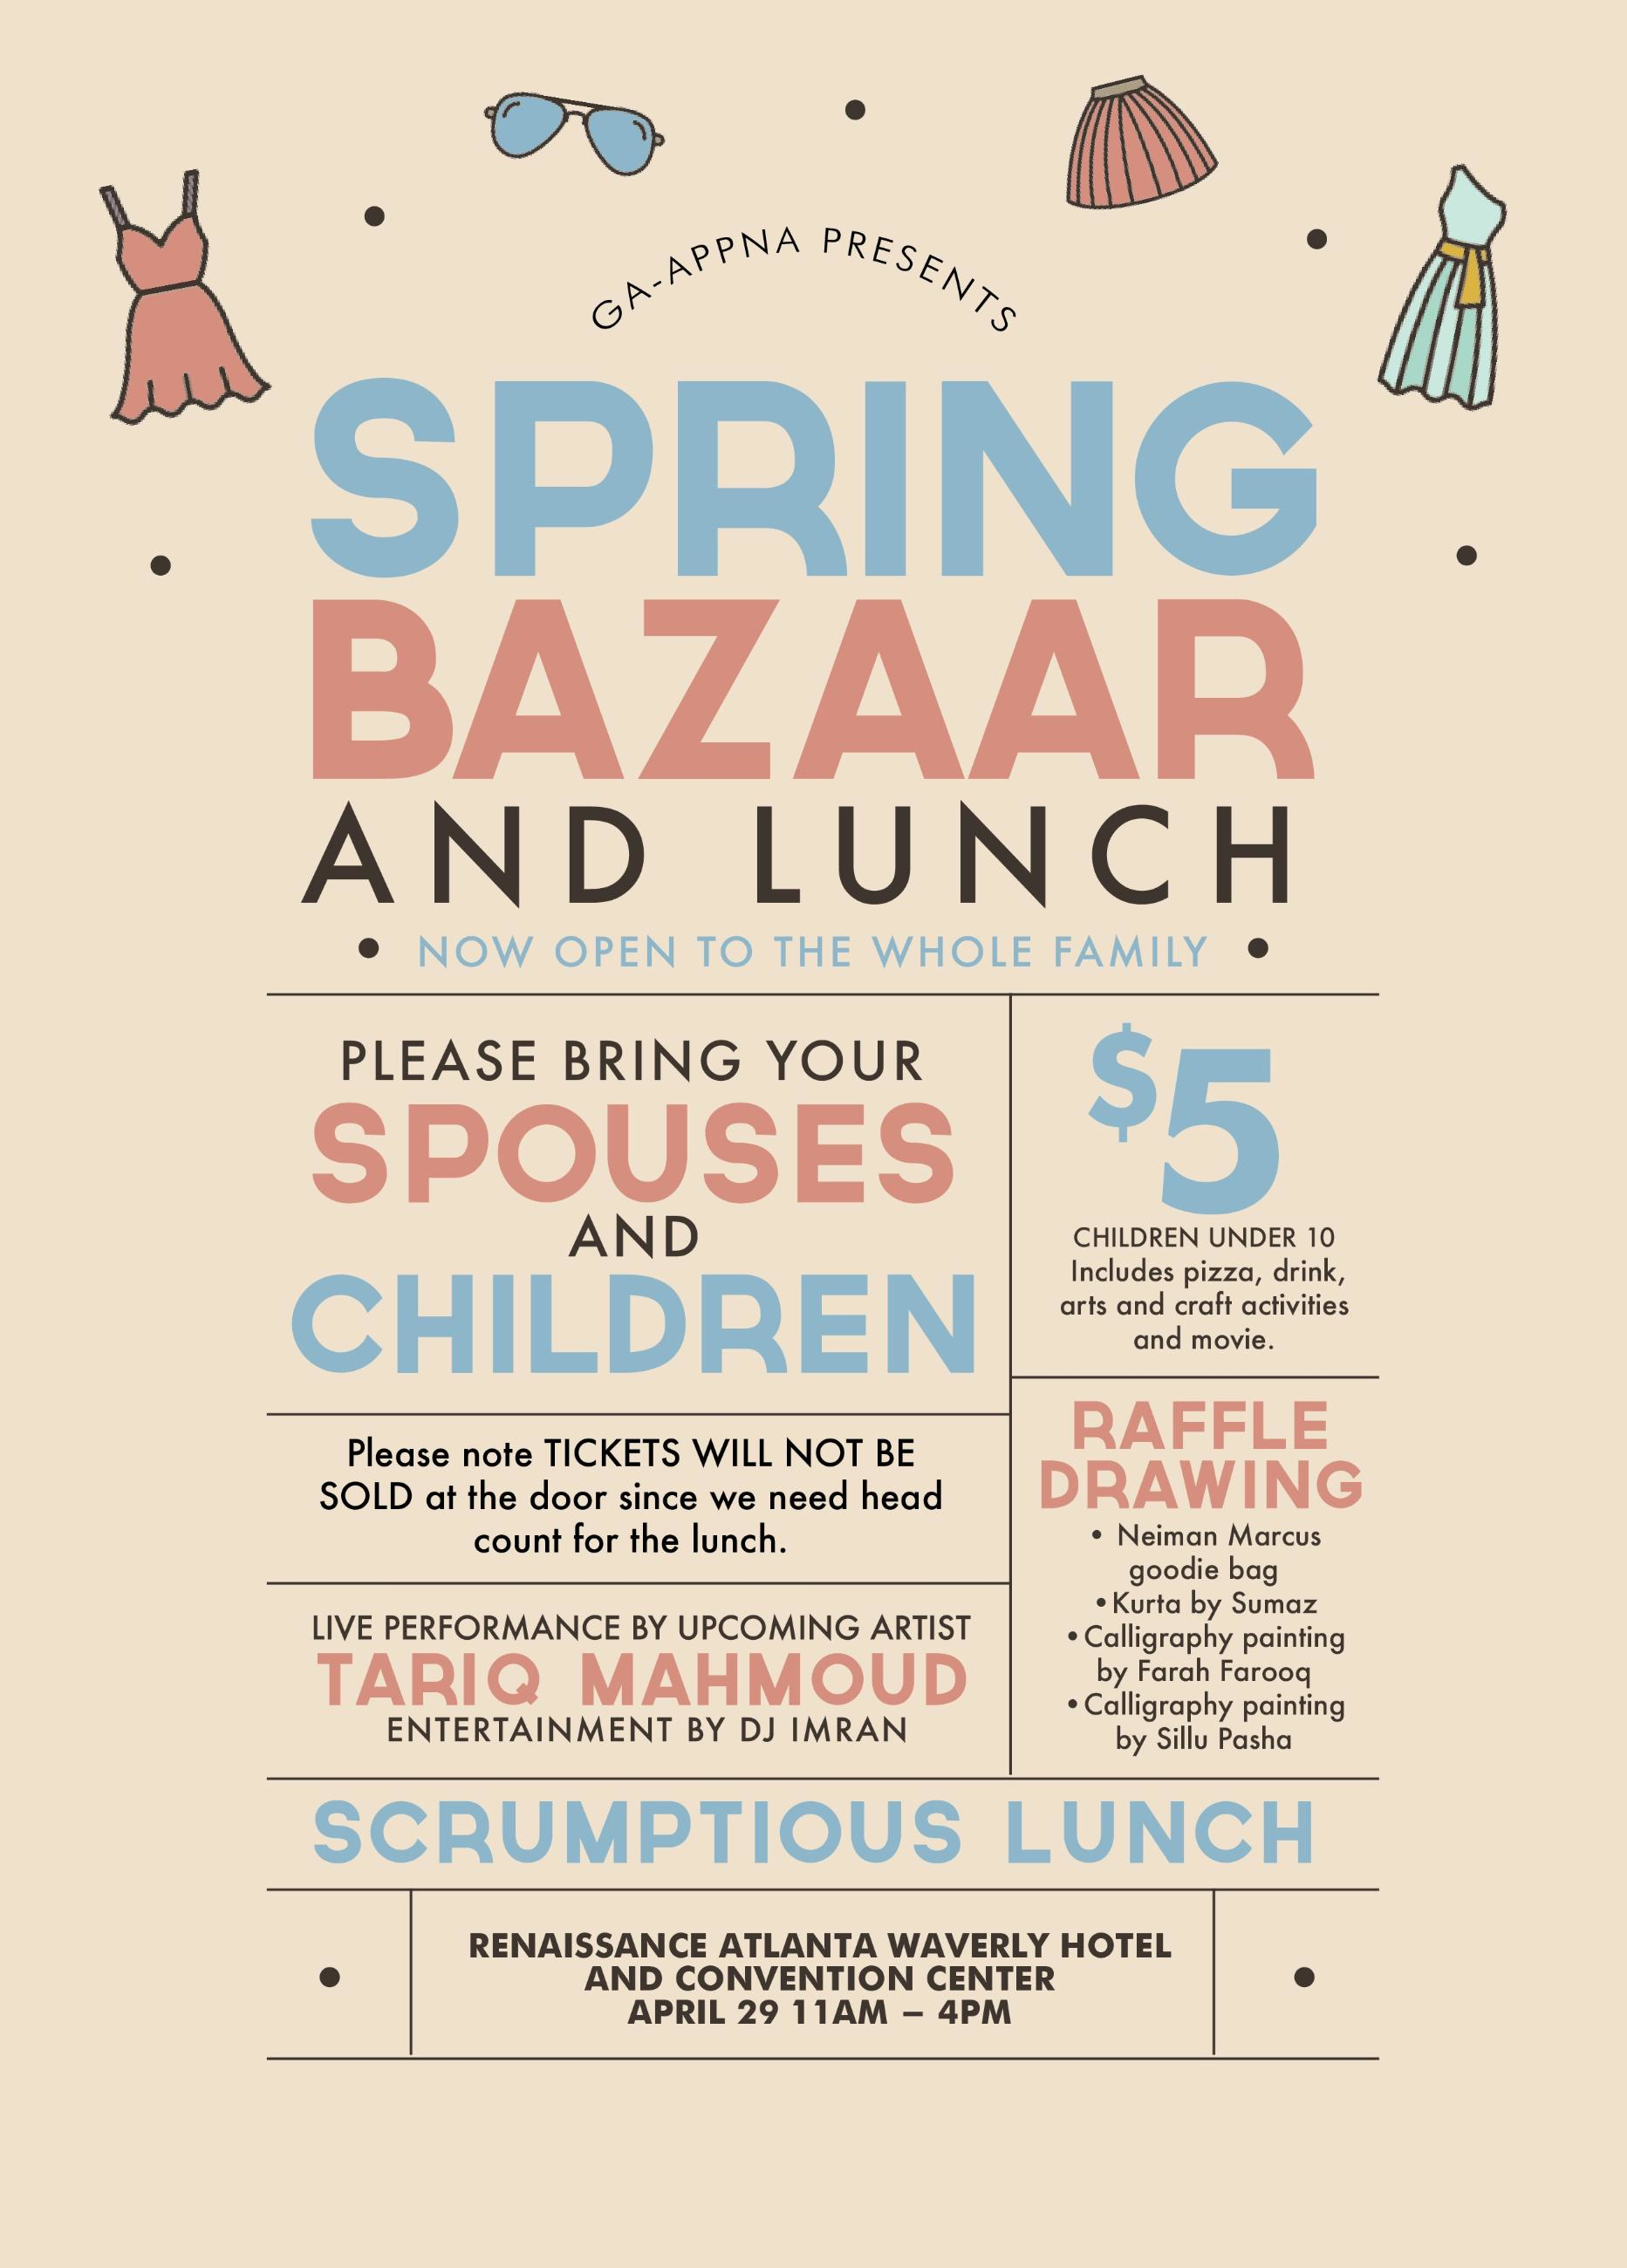 GA-APPNA PRESENTS
SPRING
BAZAAR
AND LUNCH
• NOW OPEN TO THE WHOLE FAMILY •
PLEASE BRING YOUR
SPOUSES
AND
CHILDREN
Please note TICKETS WILL NOT BE
SOLD at the door since we need head
count for the lunch.
LIVE PERFORMANCE BY UPCOMING ARTIST
TARIQ MAHMOUD
ENTERTAINMENT BY DJ IMRAN
$5
CHILDREN UNDER 10
Includes pizza, drink,
arts and craft activities
and movie.
RAFFLE
DRAWING
• Neiman Marcus
goodie bag
•Kurta by Sumaz
•Calligraphy painting
by Farah Farooq
•Calligraphy painting
by Sillu Pasha
SCRUMPTIOUS LUNCH
RENAISSANCE ATLANTA WAVERLY HOTEL
AND CONVENTION CENTER
APRIL 29 11AM – 4PM